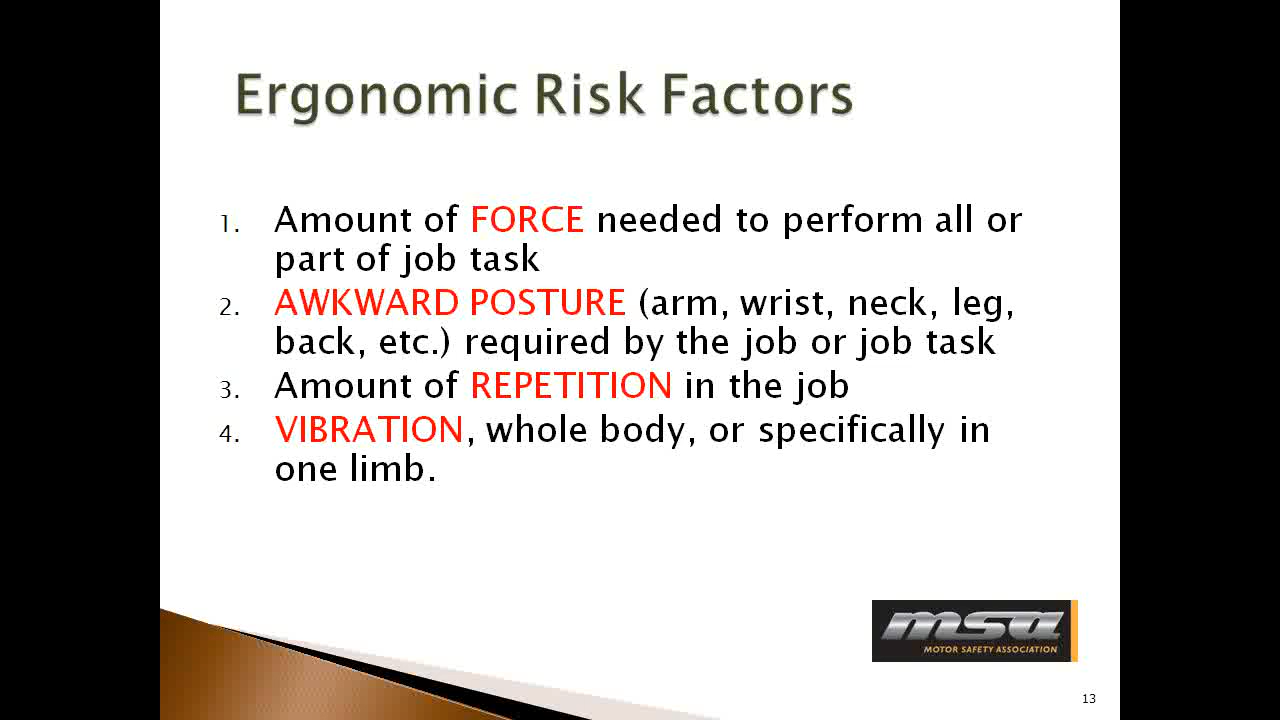 Ergonomic Risk Factors
1. Amount of FORCE needed to perform all or
part of job task
2. AWKWARD POSTURE (arm, wrist, neck, leg,
back, etc.) required by the job or job task
3. Amount of REPETITION in the job
4. VIBRATION, whole body, or specifically in
one limb.
msa
MOTOR SAFETY ASSOCIATION
13